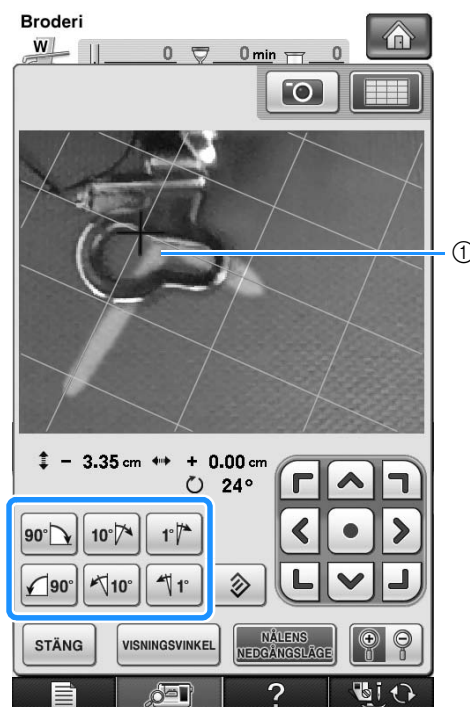 Broderi
W 0 0 min 0
①
- 3.35 cm + 0.00 cm
24°
90° 10° 1°
90° 10° 1°
STÄNG VISNINGSVINKEL NÅLENS NEDGÅNGSLÄGE
?